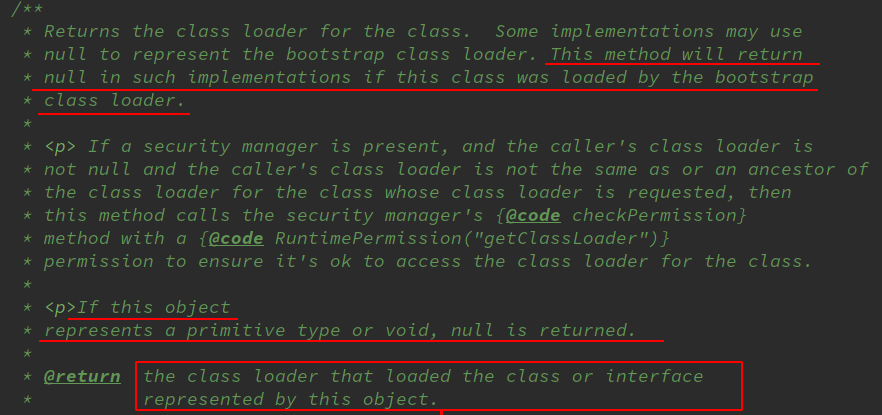 /**
* Returns the class loader for the class.  Some implementations may use
* null to represent the bootstrap class loader. This method will return
* null in such implementations if this class was loaded by the bootstrap
* class loader.
*
* <p> If a security manager is present, and the caller's class loader is
* not null and the caller's class loader is not the same as or an ancestor of
* the class loader for the class whose class loader is requested, then
* this method calls the security manager's {@code checkPermission}
* method with a {@code RuntimePermission("getClassLoader")}
* permission to ensure it's ok to access the class loader for the class.
*
* <p>If this object
* represents a primitive type or void, null is returned.
*
* @return  the class loader that loaded the class or interface
*          represented by this object.